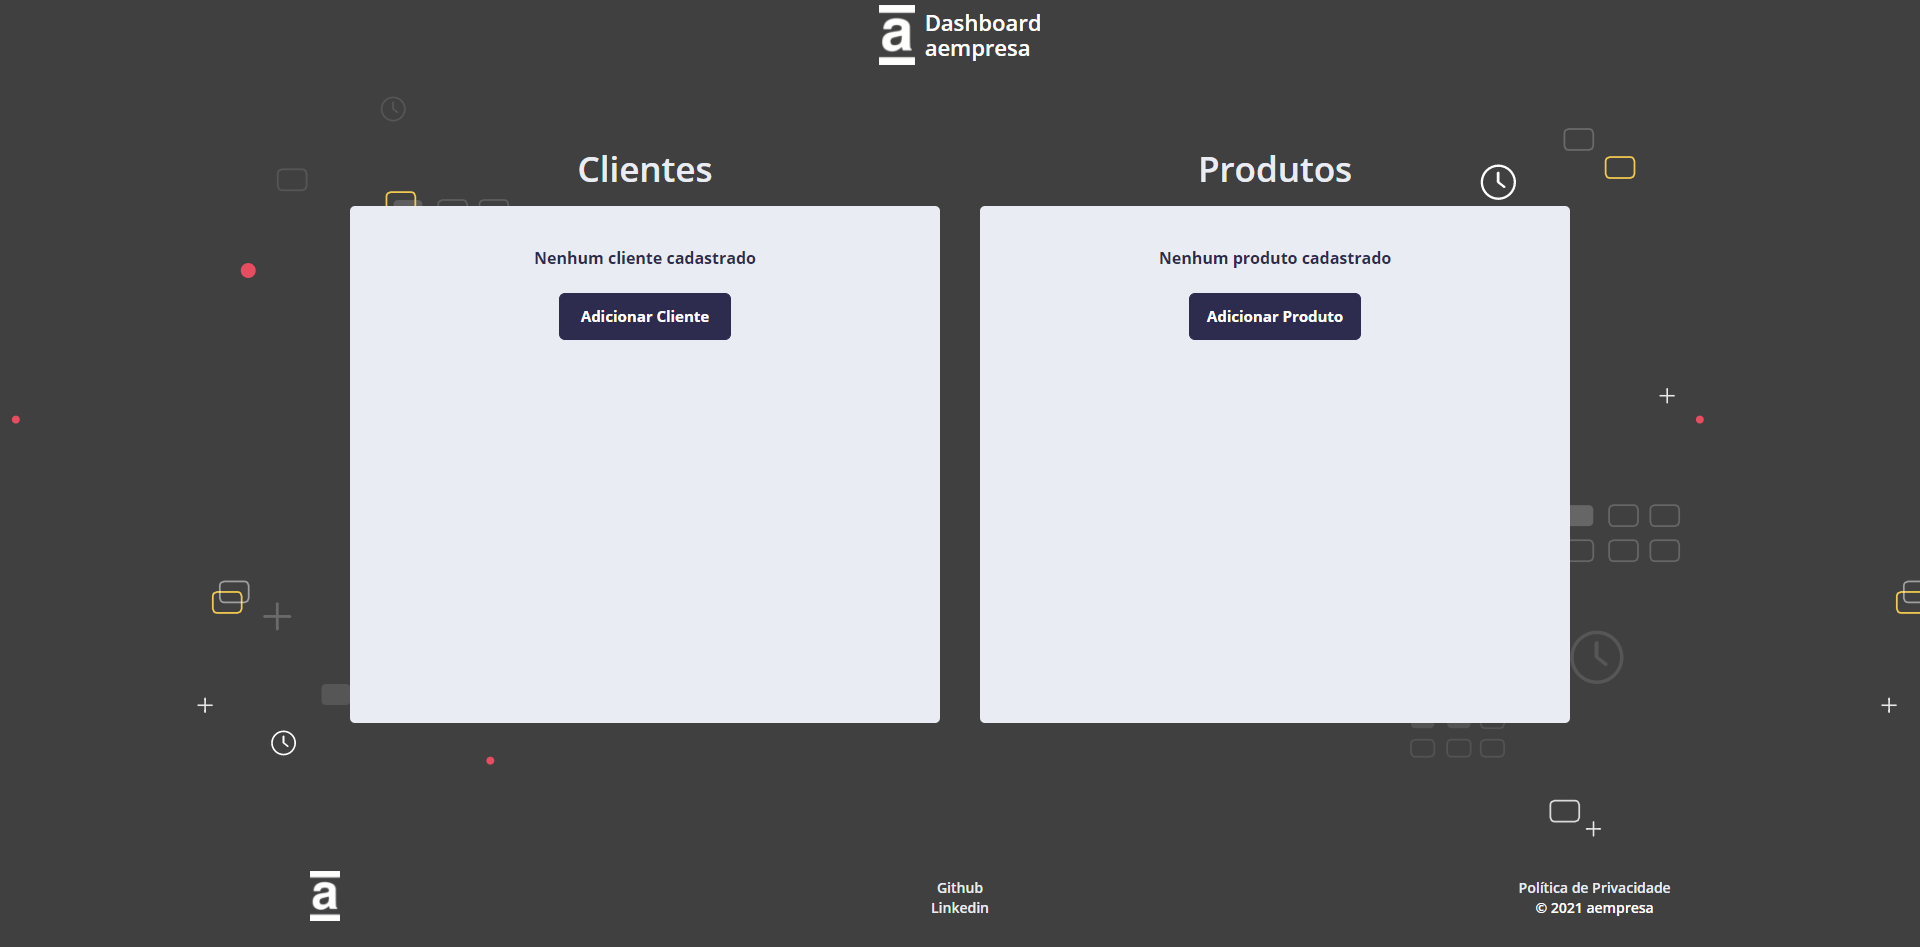 a
Dashboard
aempresa
Clientes
Produtos
Nenhum cliente cadastrado
Adicionar Cliente
Nenhum produto cadastrado
Adicionar Produto
a
Github
Linkedin
Política de Privacidade
© 2021 aempresa